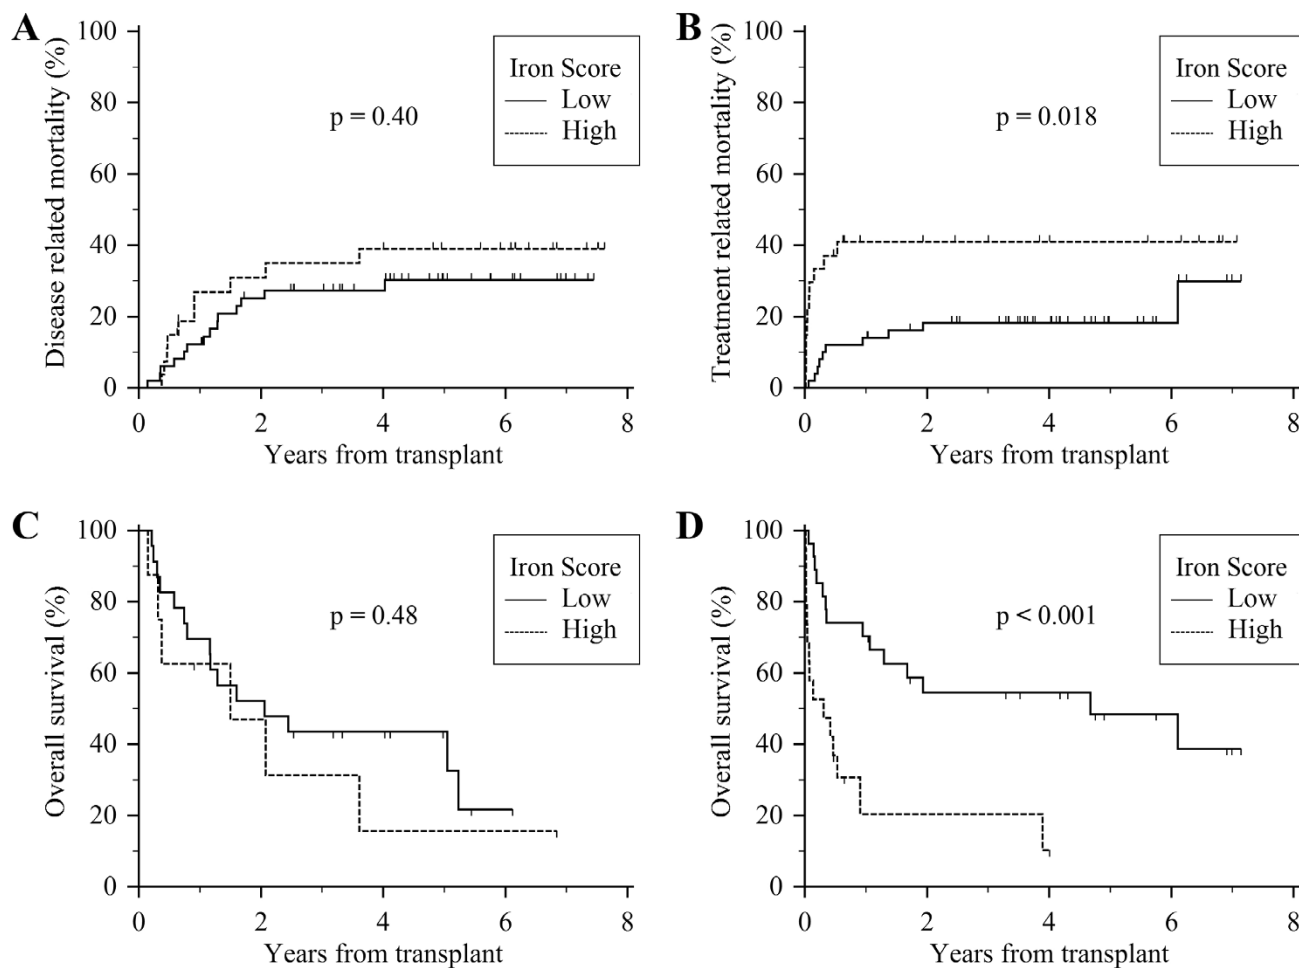 A
Disease related mortality (%)
100
80
60
40
20
0
p = 0.40
Iron Score
Low
High
0 2 4 6 8
Years from transplant
B
Treatment related mortality (%)
100
80
60
40
20
0
p = 0.018
Iron Score
Low
High
0 2 4 6 8
Years from transplant
C
Overall survival (%)
100
80
60
40
20
0
p = 0.48
Iron Score
Low
High
0 2 4 6 8
Years from transplant
D
Overall survival (%)
100
80
60
40
20
0
p < 0.001
Iron Score
Low
High
0 2 4 6 8
Years from transplant